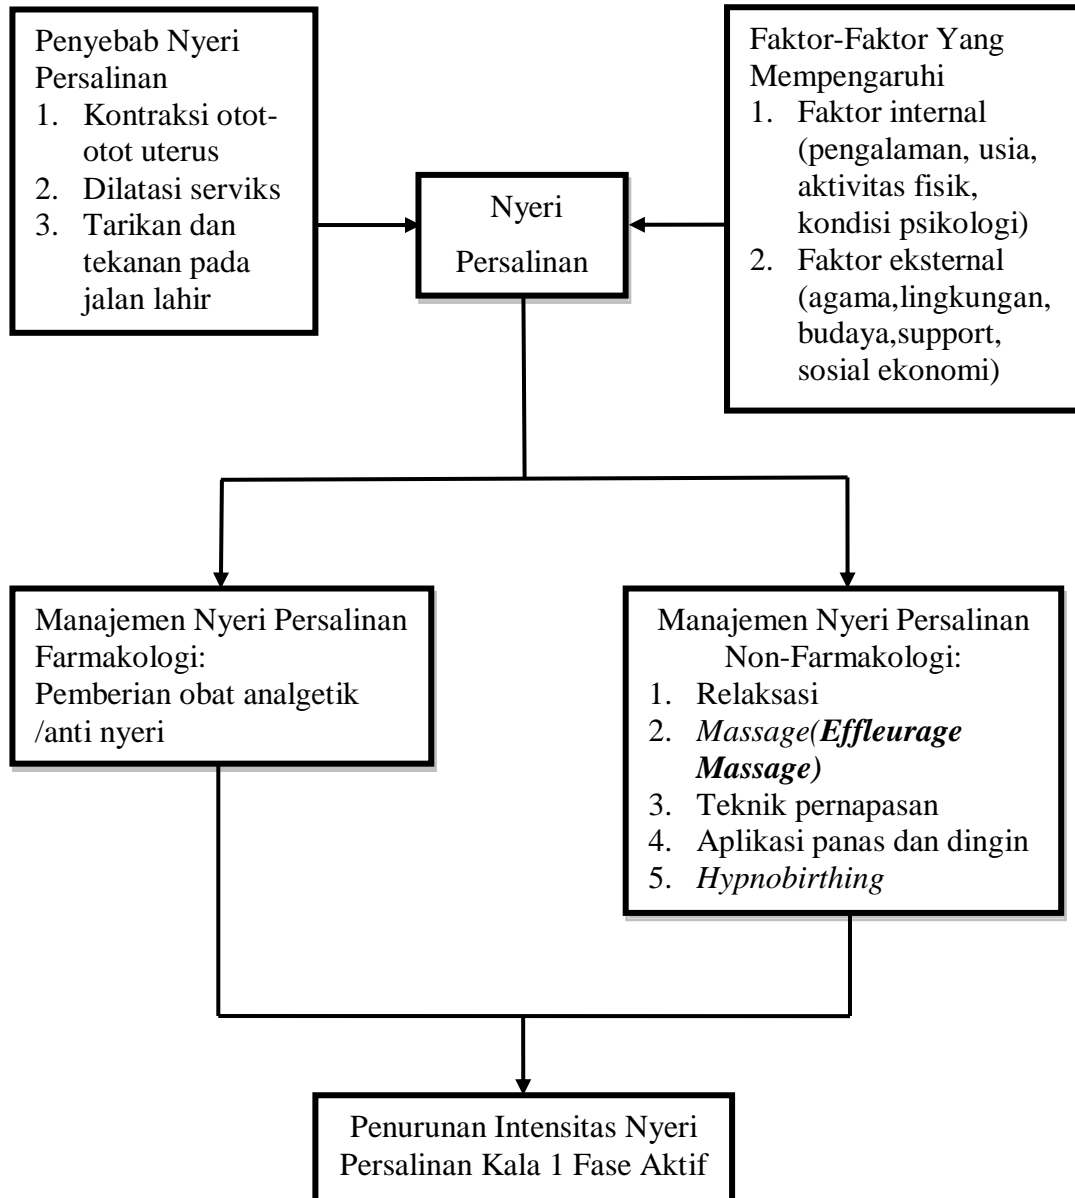 Penyebab Nyeri
Persalinan
1. Kontraksi otot-
otot uterus
2. Dilatasi serviks
3. Tarikan dan
tekanan pada
jalan lahir
Nyeri
Persalinan
Faktor-Faktor Yang
Mempengaruhi
1. Faktor internal
(pengalaman, usia,
aktivitas fisik,
kondisi psikologi)
2. Faktor eksternal
(agama,lingkungan,
budaya,support,
sosial ekonomi)
Manajemen Nyeri Persalinan
Farmakologi:
Pemberian obat analgetik
/anti nyeri
Manajemen Nyeri Persalinan
Non-Farmakologi:
1. Relaksasi
2. Massage(Effleurage
Massage)
3. Teknik pernapasan
4. Aplikasi panas dan dingin
5. Hypnobirthing
Penurunan Intensitas Nyeri
Persalinan Kala 1 Fase Aktif